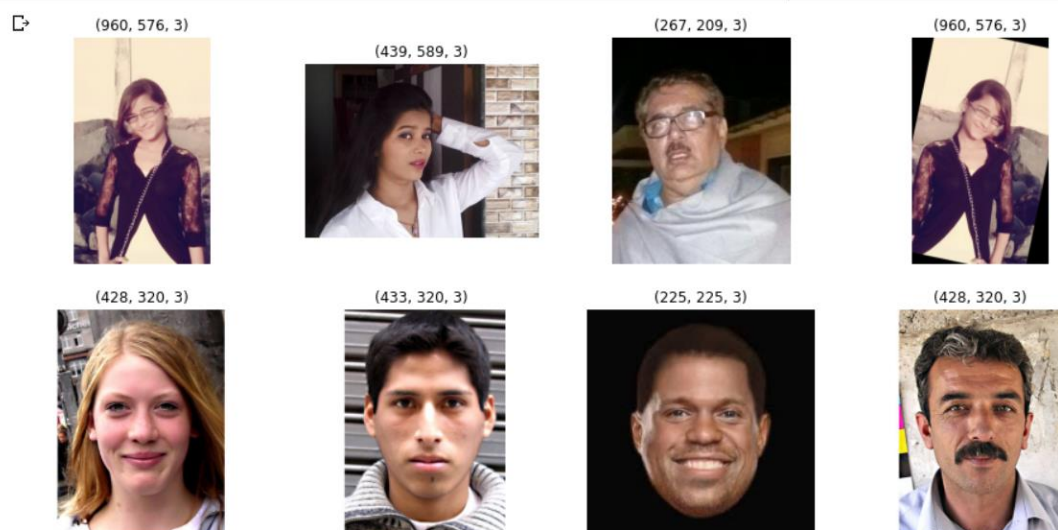 (960, 576, 3)
(439, 589, 3)
(267, 209, 3)
(960, 576, 3)
(428, 320, 3)
(433, 320, 3)
(225, 225, 3)
(428, 320, 3)